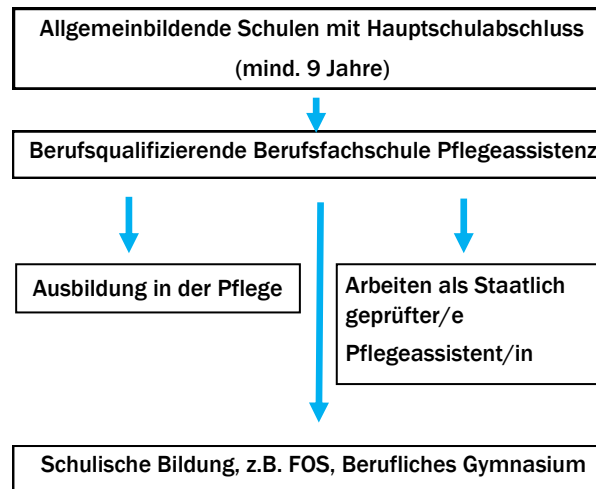 Allgemeinbildende Schulen mit Hauptschulabschluss
(mind. 9 Jahre)
Berufsqualifizierende Berufsfachschule Pflegeassistenz
Ausbildung in der Pflege
Arbeiten als Staatlich
geprüfter/e
Pflegeassistent/in
Schulische Bildung, z.B. FOS, Berufliches Gymnasium